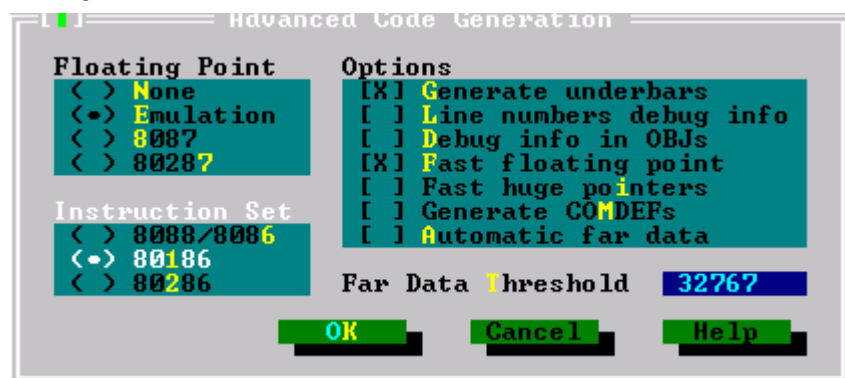 [■] Advanced Code Generation
Floating Point
( ) None
(•) Emulation
( ) 8087
( ) 80287
Instruction Set
( ) 8088/8086
(•) 80186
( ) 80286
Options
[X] Generate underbars
[ ] Line numbers debug info
[ ] Debug info in OBJs
[X] Fast floating point
[ ] Fast huge pointers
[ ] Generate COMDEFs
[ ] Automatic far data
Far Data Threshold 32767
OK Cancel Help